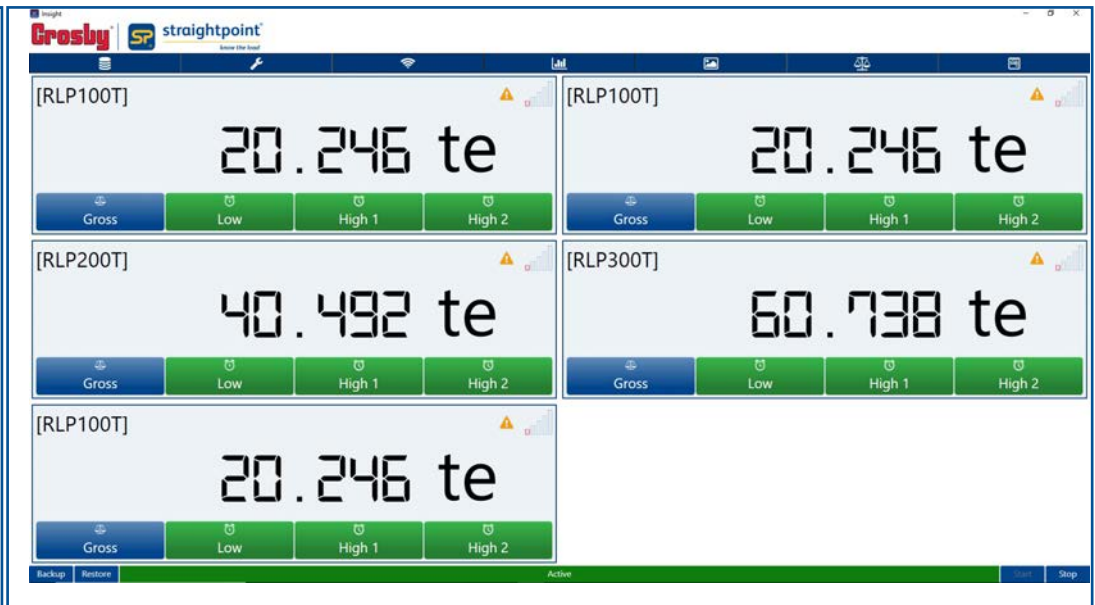 Insight
Crosby SP straightpoint
know the load
[RLP100T]
20.246 te
Gross Low High 1 High 2
[RLP100T]
20.246 te
Gross Low High 1 High 2
[RLP200T]
40.492 te
Gross Low High 1 High 2
[RLP300T]
60.738 te
Gross Low High 1 High 2
[RLP100T]
20.246 te
Gross Low High 1 High 2
Backup Restore Active Start Stop